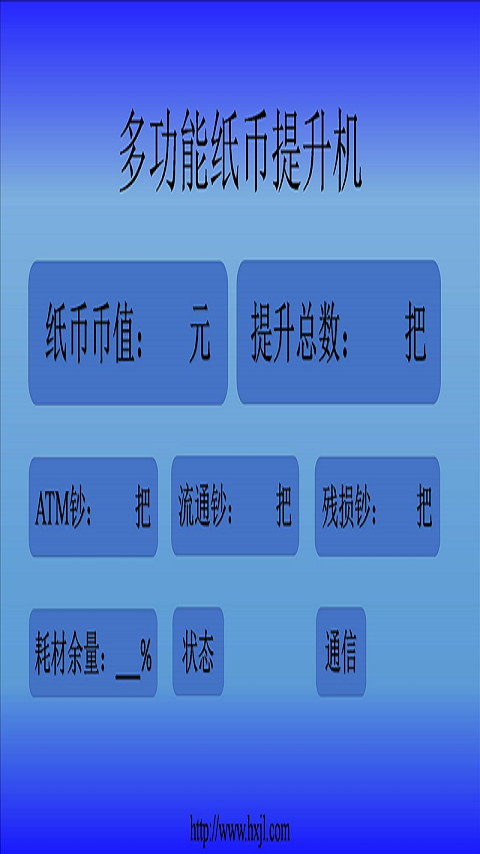 多功能纸币提升机
纸币币值： 元
提升总数： 把
ATM钞： 把
流通钞： 把
残损钞： 把
耗材余量：__%
状态
通信
http://www.hxjl.com